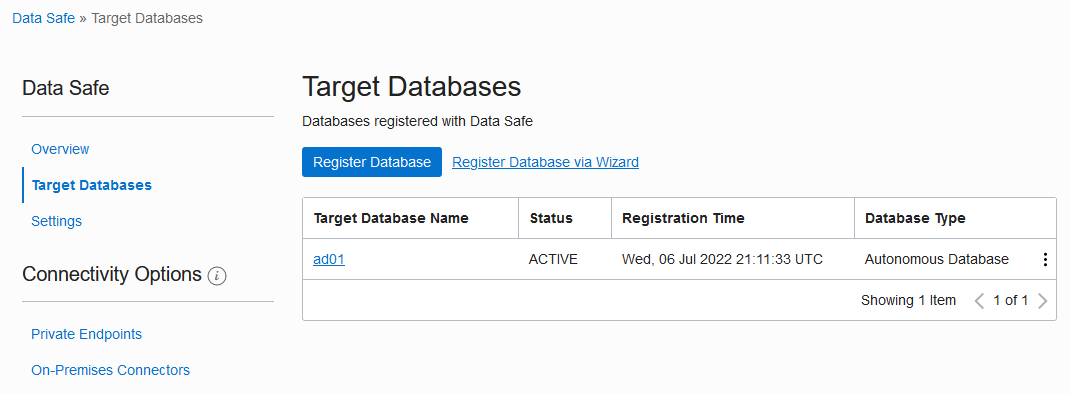 Data Safe » Target Databases
Data Safe
Overview
Target Databases
Settings
Connectivity Options i
Private Endpoints
On-Premises Connectors
Target Databases
Databases registered with Data Safe
Register Database Register Database via Wizard
Target Database Name Status Registration Time Database Type
ad01 ACTIVE Wed, 06 Jul 2022 21:11:33 UTC Autonomous Database
Showing 1 Item 1 of 1